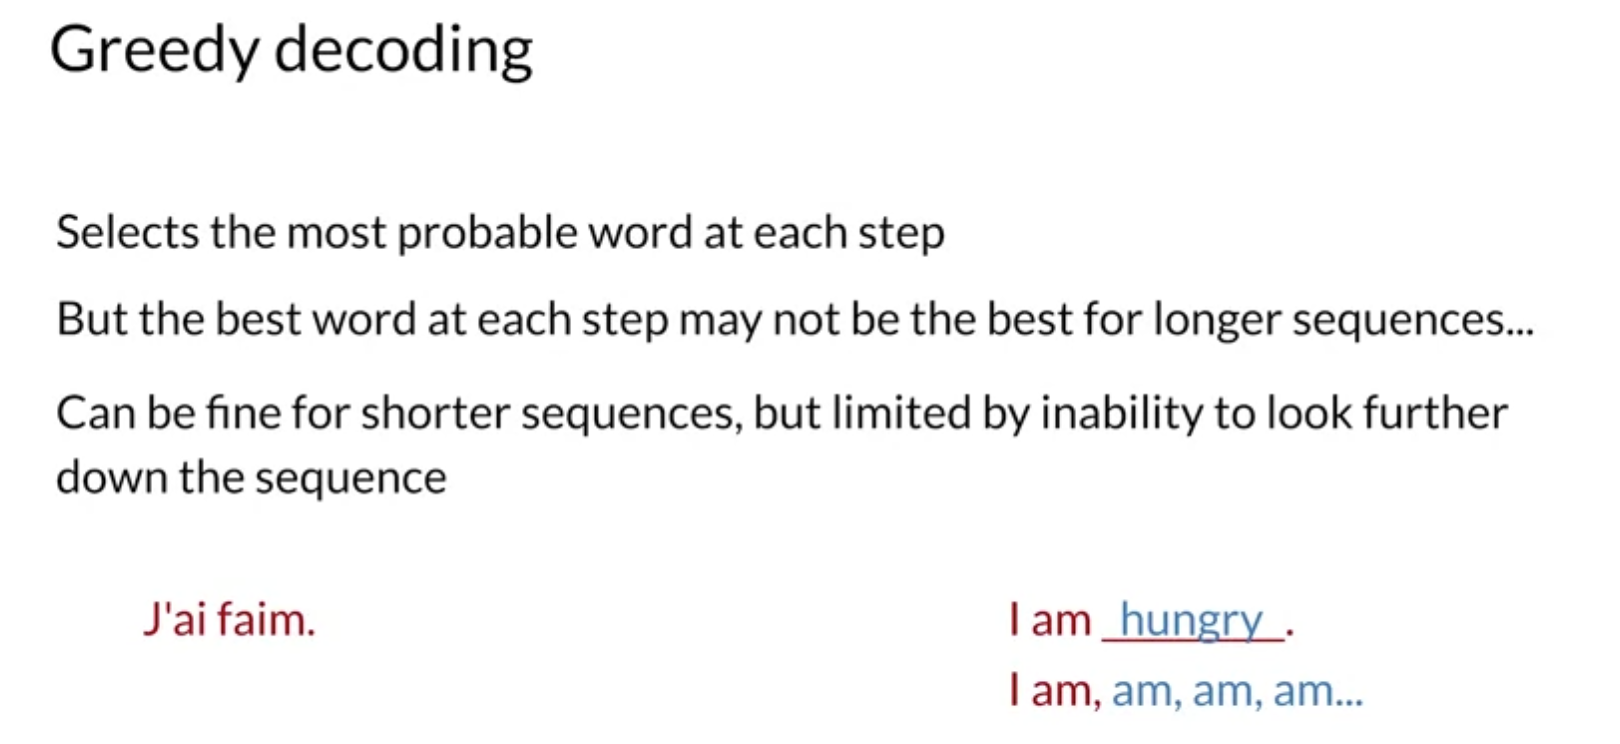 Greedy decoding
Selects the most probable word at each step
But the best word at each step may not be the best for longer sequences...
Can be fine for shorter sequences, but limited by inability to look further
down the sequence
J'ai faim.
I am hungry.
I am, am, am, am...